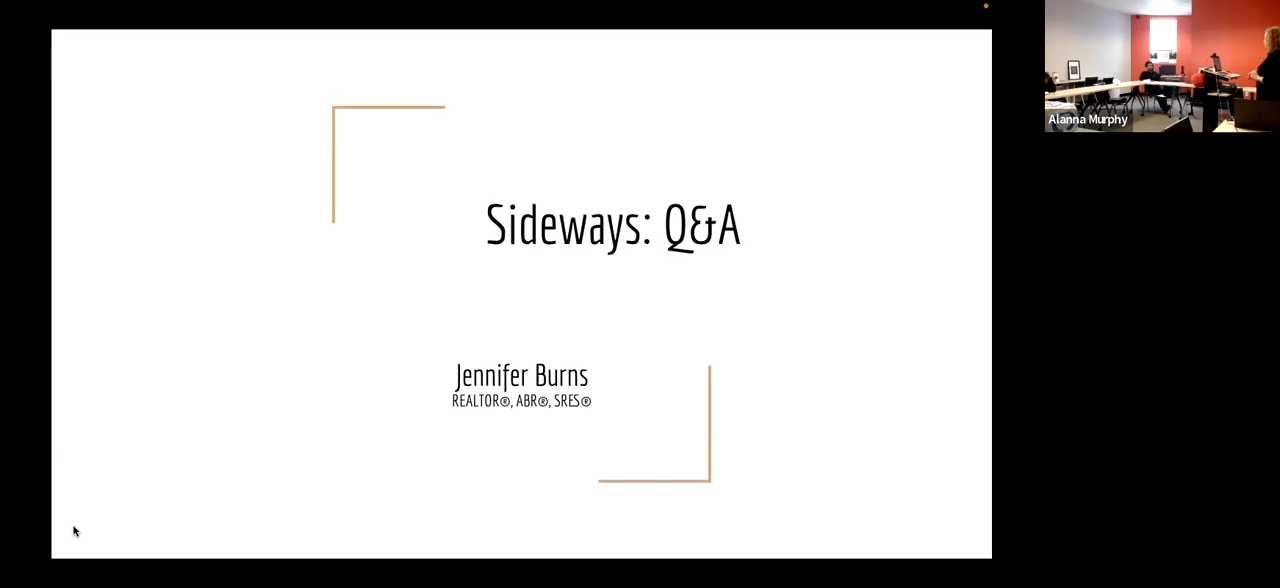 Sideways: Q&A
Jennifer Burns
REALTOR®, ABR®, SRES®
Alanna Murphy